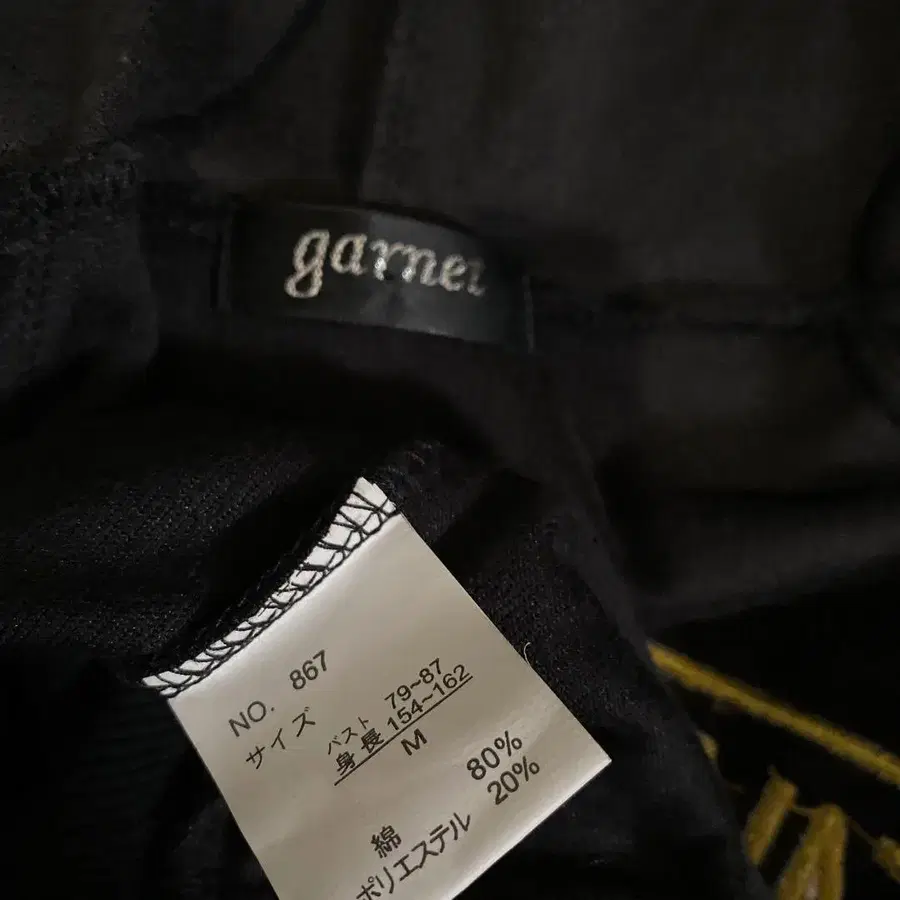 garnet
NO. 867
サイズ
バスト 79~87
身長 154~162
M
綿 80%
ポリエステル 20%